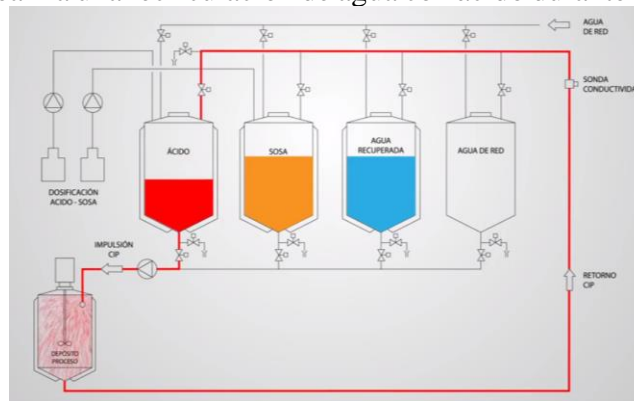 AGUA
DE RED
SONDA
CONDUCTIVIDA
ÁCIDO
SOSA
AGUA
RECUPERADA
AGUA DE RED
DOSIFICACIÓN
ACIDO - SOSA
IMPULSIÓN
CIP
RETORNO
CIP
DEPÓSITO
PROCESO